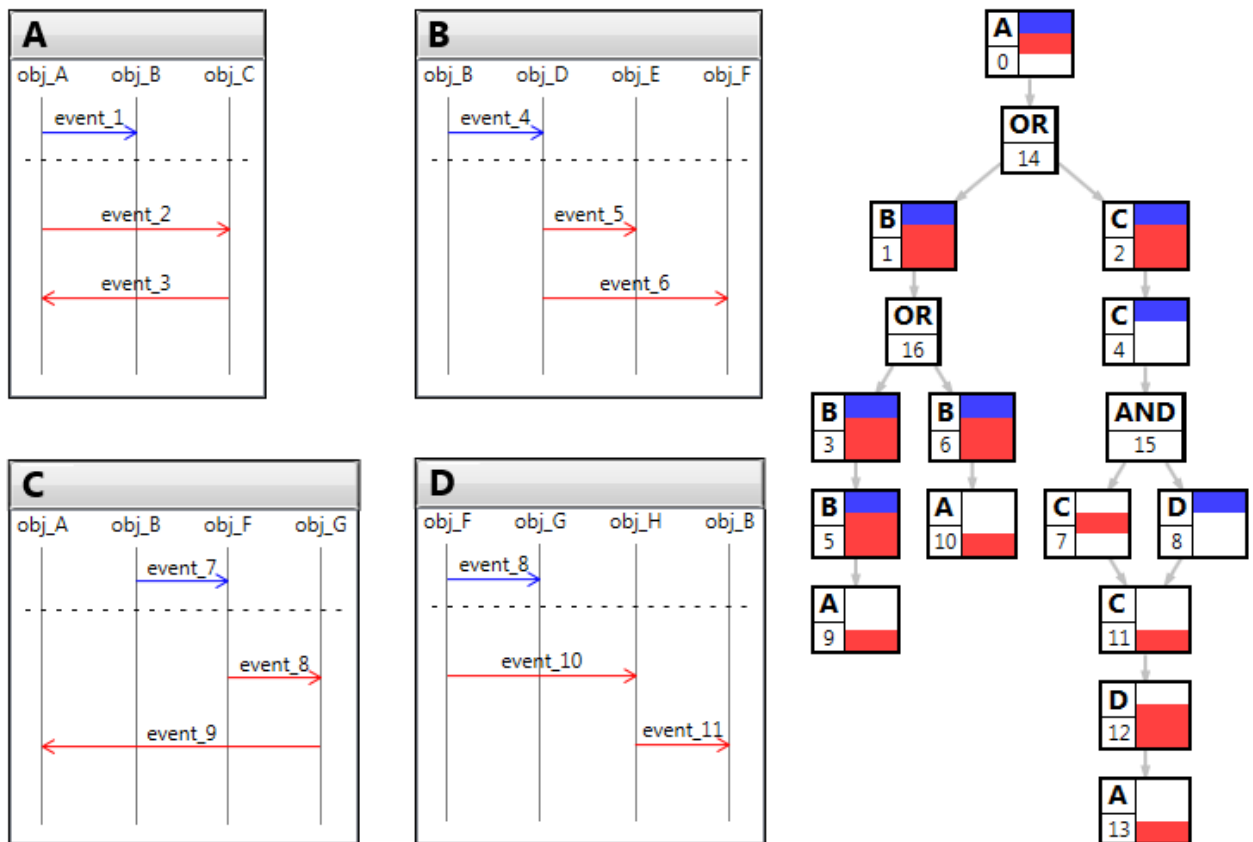 A
obj_A obj_B obj_C
event_1
event_2
event_3
B
obj_B obj_D obj_E obj_F
event_4
event_5
event_6
C
obj_A obj_B obj_F obj_G
event_7
event_8
event_9
D
obj_F obj_G obj_H obj_B
event_8
event_10
event_11
A
0
OR
14
B
1
C
2
OR
16
C
4
B
3
B
6
AND
15
B
5
A
10
C
7
D
8
A
9
C
11
D
12
A
13